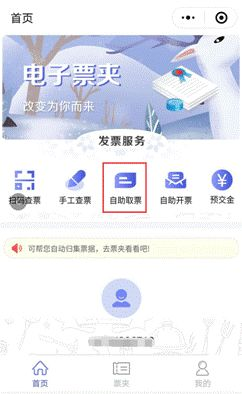 首页
电子票夹
改变为你而来
发票服务
扫码查票
手工查票
自助取票
自助开票
预交金
可帮您自动归集票据，去票夹看看吧!
首页
票夹
我的